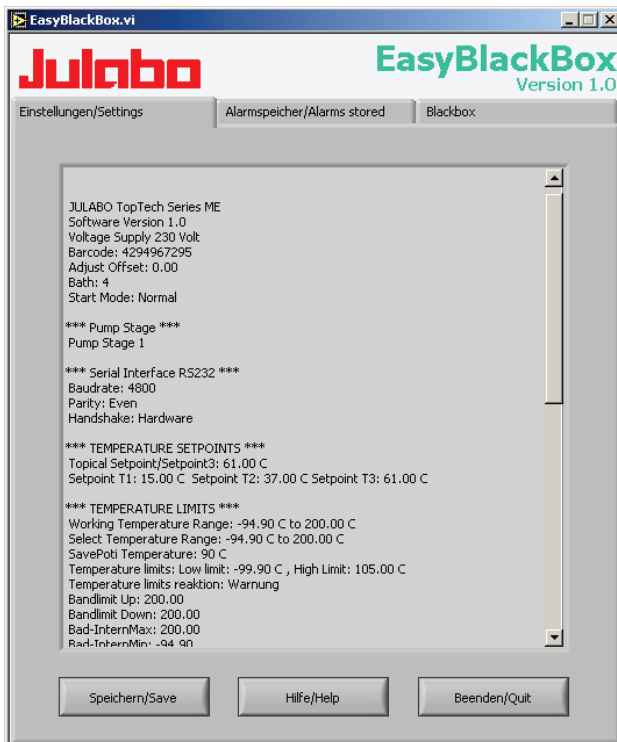 EasyBlackBox.vi
Julabo
EasyBlackBox
Version 1.0
Einstellungen/Settings
Alarmspeicher/Alarms stored
Blackbox
JULABO TopTech Series ME
Software Version 1.0
Voltage Supply 230 Volt
Barcode: 4294967295
Adjust Offset: 0.00
Bath: 4
Start Mode: Normal
*** Pump Stage ***
Pump Stage 1
*** Serial Interface RS232 ***
Baudrate: 4800
Parity: Even
Handshake: Hardware
*** TEMPERATURE SETPOINTS ***
Topical Setpoint/Setpoint3: 61.00 C
Setpoint T1: 15.00 C  Setpoint T2: 37.00 C Setpoint T3: 61.00 C
*** TEMPERATURE LIMITS ***
Working Temperature Range: -94.90 C to 200.00 C
Select Temperature Range: -94.90 C to 200.00 C
SavePoti Temperature: 90 C
Temperature limits: Low limit: -99.90 C , High Limit: 105.00 C
Temperature limits reaktion: Warnung
Bandlimit Up: 200.00
Bandlimit Down: 200.00
Bad-InternMax: 200.00
Bad-InternMin: -94.90
Speichern/Save
Hilfe/Help
Beenden/Quit